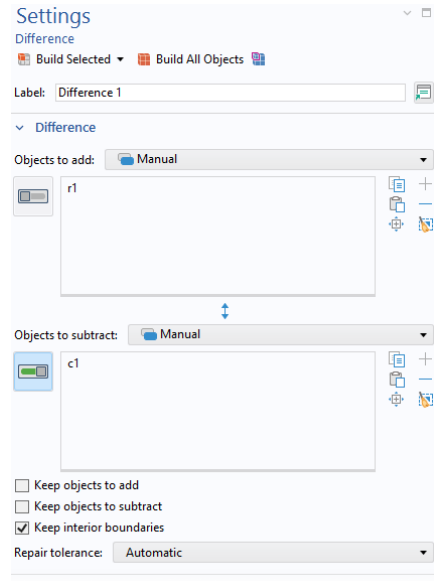 Settings
Difference
Build Selected Build All Objects
Label: Difference 1
Difference
Objects to add: Manual
r1
Objects to subtract: Manual
c1
Keep objects to add
Keep objects to subtract
Keep interior boundaries
Repair tolerance: Automatic